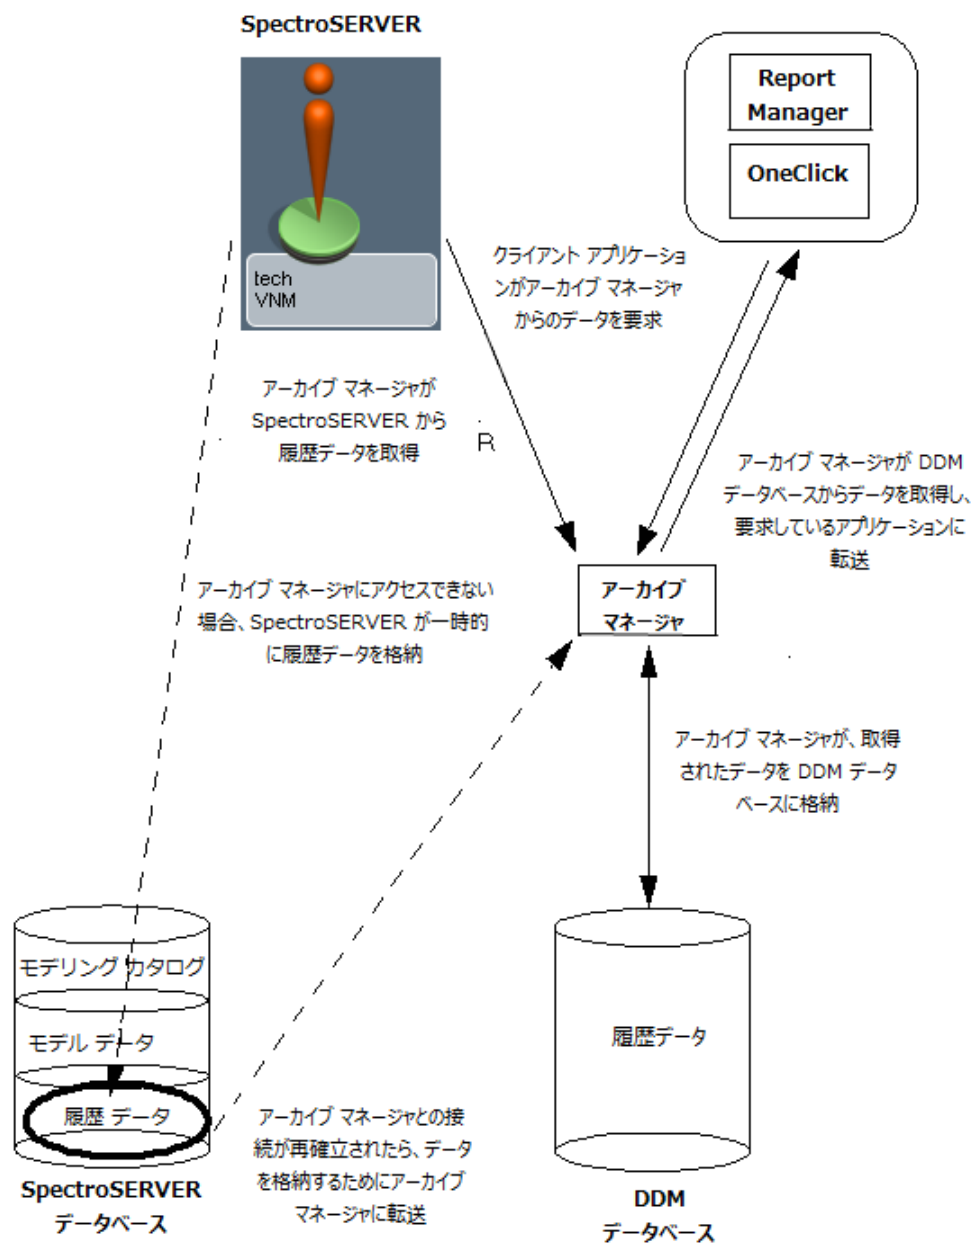 SpectroSERVER
Report
Manager
OneClick
tech
VNM
クライアント アプリケーショ
ンがアーカイブ マネージャ
からのデータを要求
アーカイブ マネージャが
SpectroSERVER から
履歴データを取得
R
アーカイブ マネージャが DDM
データベースからデータを取得し、
要求しているアプリケーションに
転送
アーカイブ マネージャにアクセスできない
場合、SpectroSERVER が一時的
に履歴データを格納
アーカイブ
マネージャ
アーカイブ マネージャが、取得
されたデータを DDM データ
ベースに格納
モデリング カタログ
モデル データ
履歴 データ
履歴データ
アーカイブ マネージャとの接
続が再確立されたら、データ
を格納するためにアーカイブ
マネージャに転送
SpectroSERVER
データベース
DDM
データベース